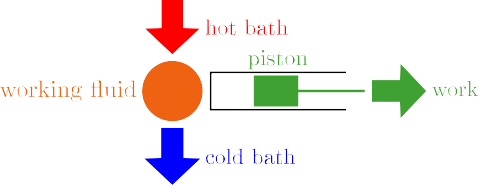 hot bath
piston
working fluid
work
cold bath